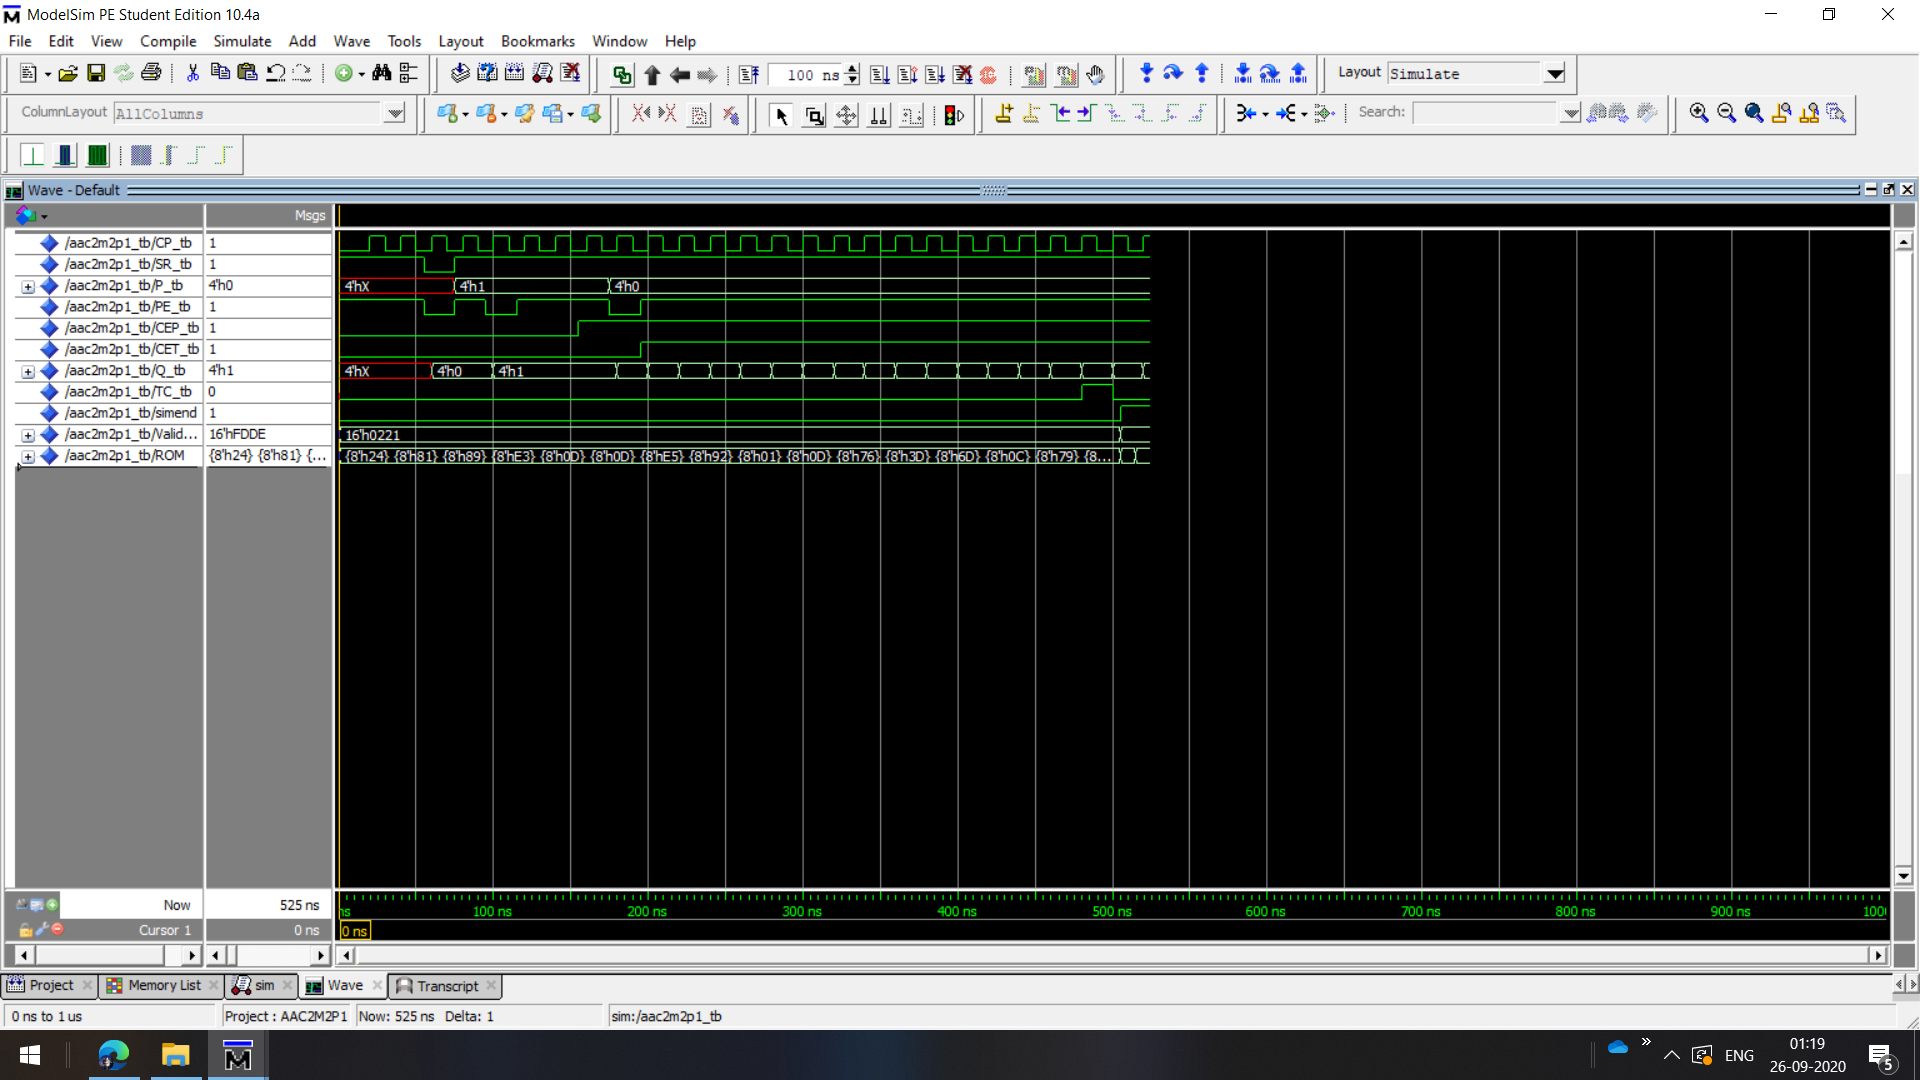 ModelSim PE Student Edition 10.4a
File Edit View Compile Simulate Add Wave Tools Layout Bookmarks Window Help
100 ns
Layout Simulate
ColumnLayout AllColumns
Search:
Wave - Default
Msgs
/aac2m2p1_tb/CP_tb 1
/aac2m2p1_tb/SR_tb 1
/aac2m2p1_tb/P_tb 4'h0 4'hX 4'h1 4'h0
/aac2m2p1_tb/PE_tb 1
/aac2m2p1_tb/CEP_tb 1
/aac2m2p1_tb/CET_tb 1
/aac2m2p1_tb/Q_tb 4'h1 4'hX 4'h0 4'h1
/aac2m2p1_tb/TC_tb 0
/aac2m2p1_tb/simend 1
/aac2m2p1_tb/Valid... 16'hFDDE 16'h0221
/aac2m2p1_tb/ROM {8'h24} {8'h81} {... {8'h24} {8'h81} {8'h89} {8'hE3} {8'h0D} {8'h0D} {8'hE5} {8'h92} {8'h01} {8'h0D} {8'h76} {8'h3D} {8'h6D} {8'h0C} {8'h79} {8...
Now 525 ns
ns 100 ns 200 ns 300 ns 400 ns 500 ns 600 ns 700 ns 800 ns 900 ns 100
Cursor 1 0 ns 0 ns
Project Memory List sim Wave Transcript
0 ns to 1 us Project : AAC2M2P1 Now: 525 ns Delta: 1 sim:/aac2m2p1_tb
ENG
01:19
26-09-2020
5